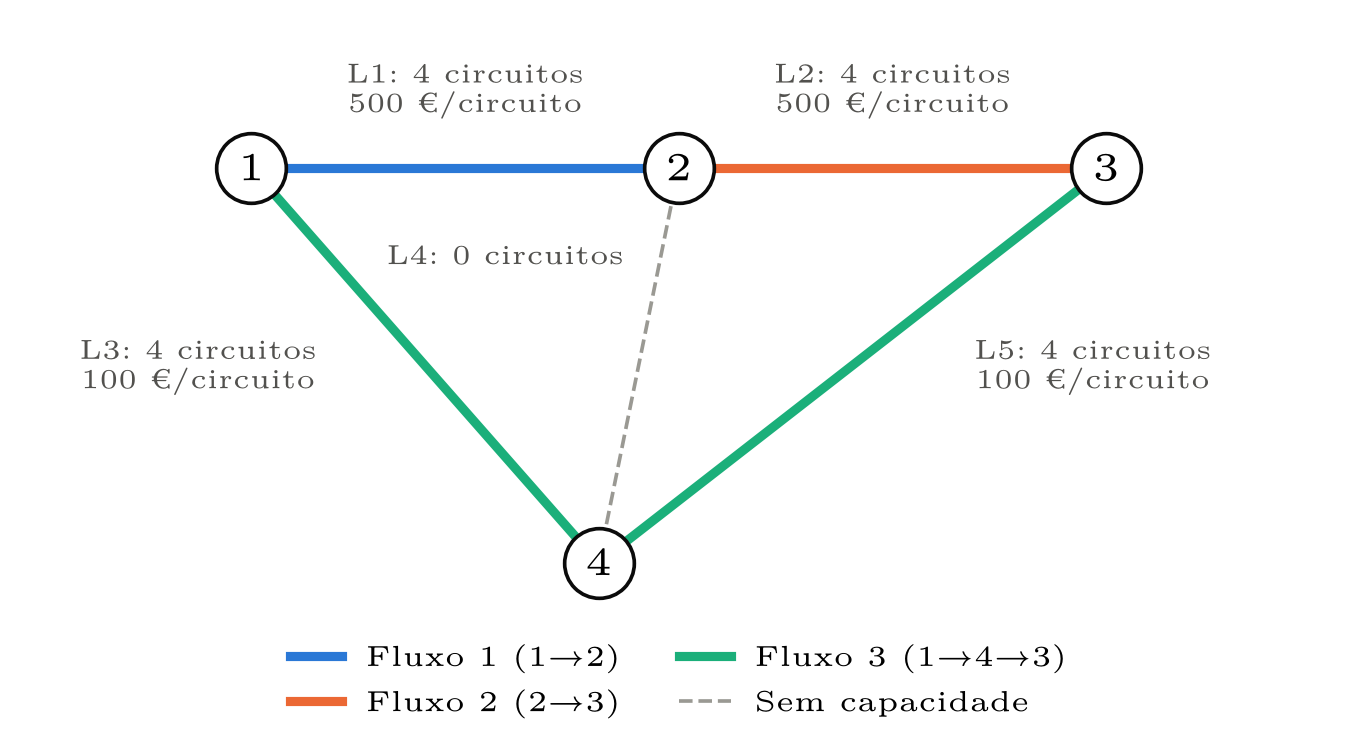 L1: 4 circuitos
500 €/circuito
L2: 4 circuitos
500 €/circuito
1
2
3
L4: 0 circuitos
L3: 4 circuitos
100 €/circuito
L5: 4 circuitos
100 €/circuito
4
Fluxo 1 (1→2)
Fluxo 3 (1→4→3)
Fluxo 2 (2→3)
Sem capacidade